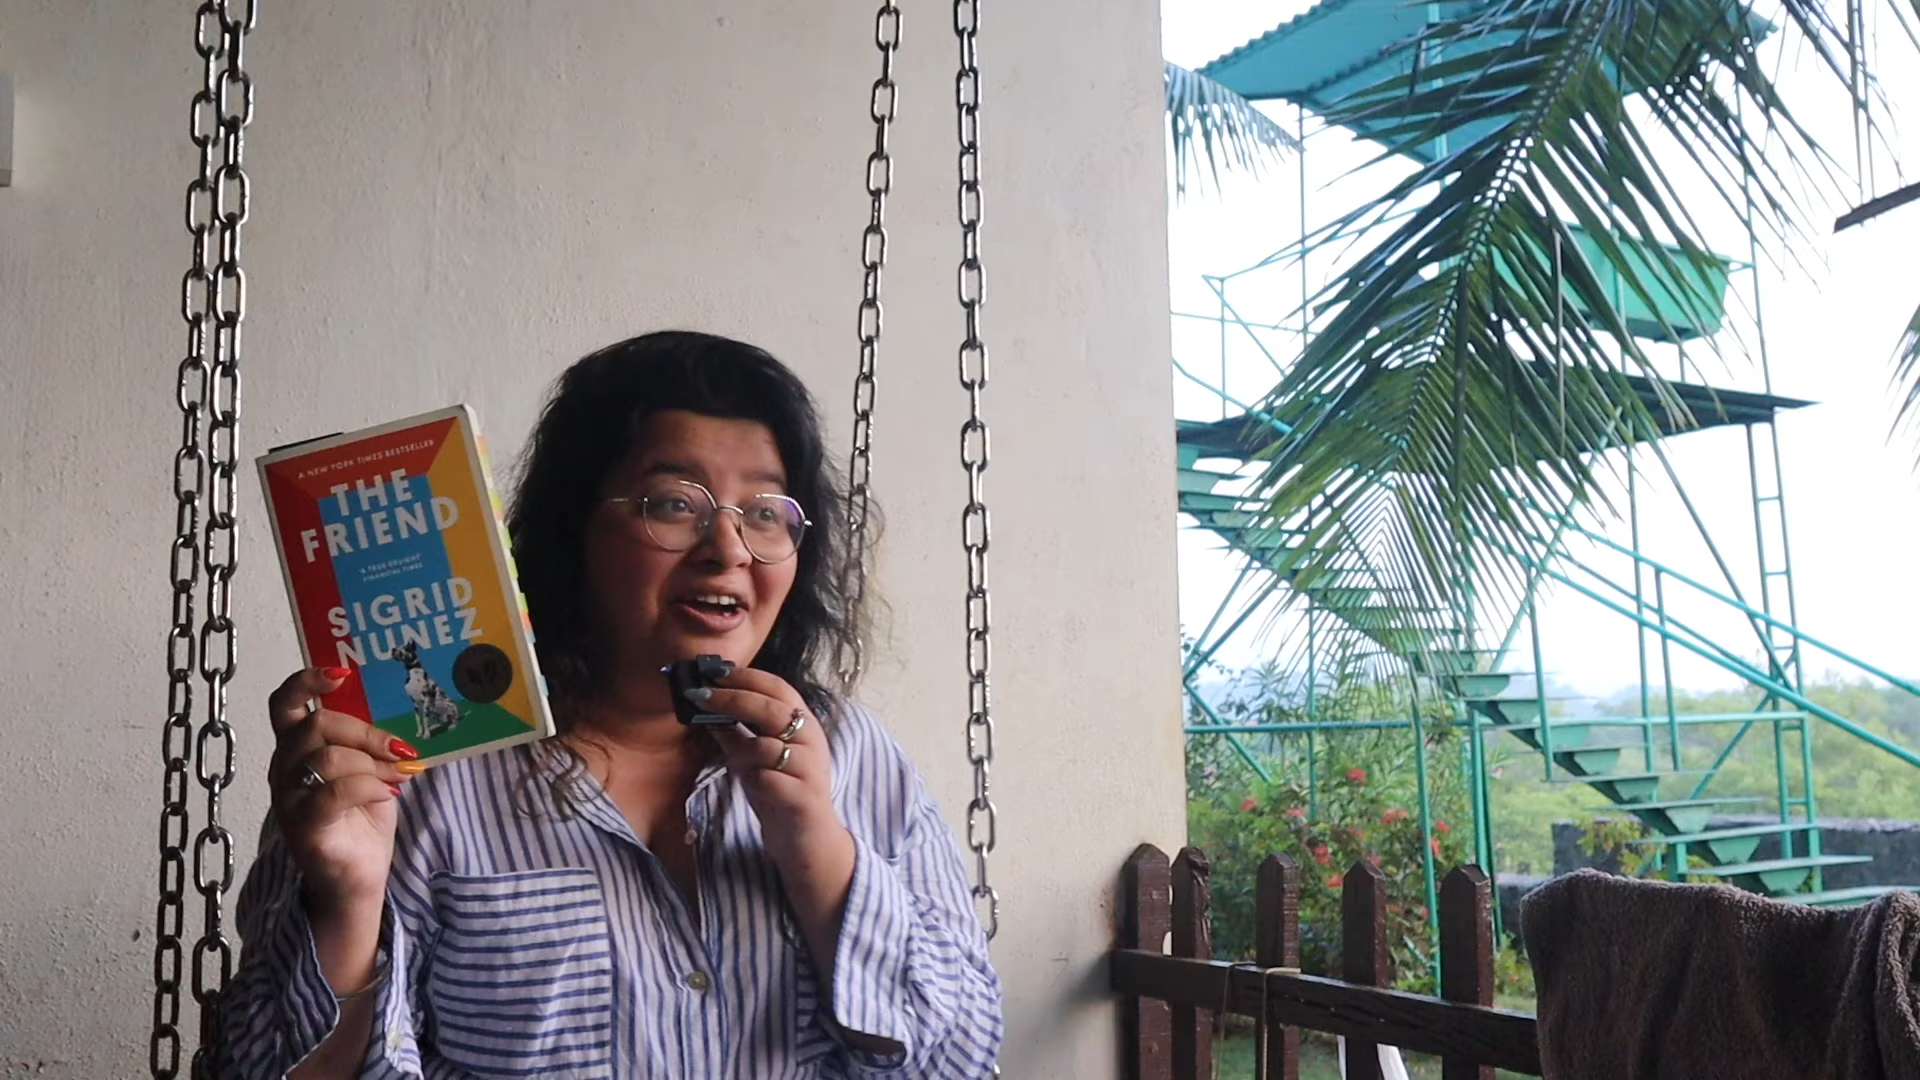 A NEW YORK TIMES BESTSELLER
THE
FRIEND
'A TRUE DELIGHT'
FINANCIAL TIMES
SIGRID
NUNEZ